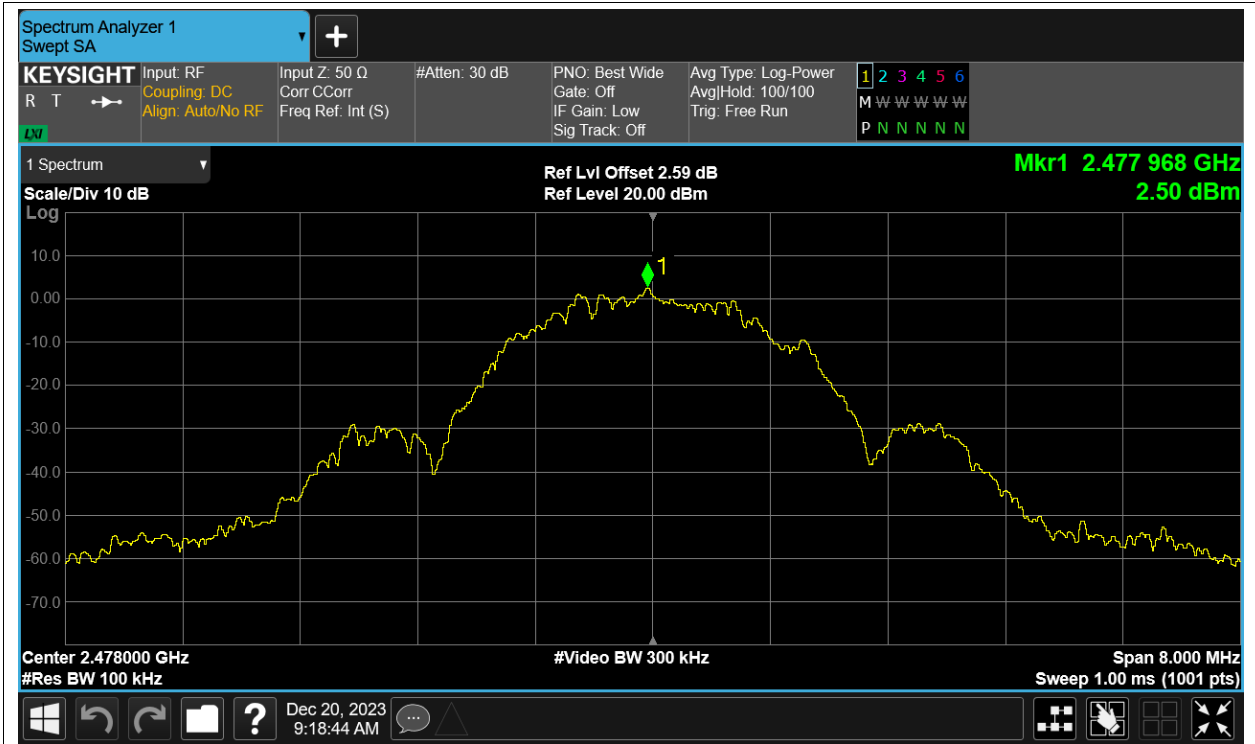 Spectrum Analyzer 1
Swept SA
KEYSIGHT
R T
LXI
Input: RF
Coupling: DC
Align: Auto/No RF
Input Z: 50 Ω
Corr CCorr
Freq Ref: Int (S)
#Atten: 30 dB
PNO: Best Wide
Gate: Off
IF Gain: Low
Sig Track: Off
Avg Type: Log-Power
Avg|Hold: 100/100
Trig: Free Run
1 2 3 4 5 6
M W W W W W
P N N N N N
1 Spectrum
Scale/Div 10 dB
Log
Ref Lvl Offset 2.59 dB
Ref Level 20.00 dBm
Mkr1 2.477 968 GHz
2.50 dBm
1
10.0
0.00
-10.0
-20.0
-30.0
-40.0
-50.0
-60.0
-70.0
Center 2.478000 GHz
#Res BW 100 kHz
#Video BW 300 kHz
Span 8.000 MHz
Sweep 1.00 ms (1001 pts)
?
Dec 20, 2023
9:18:44 AM